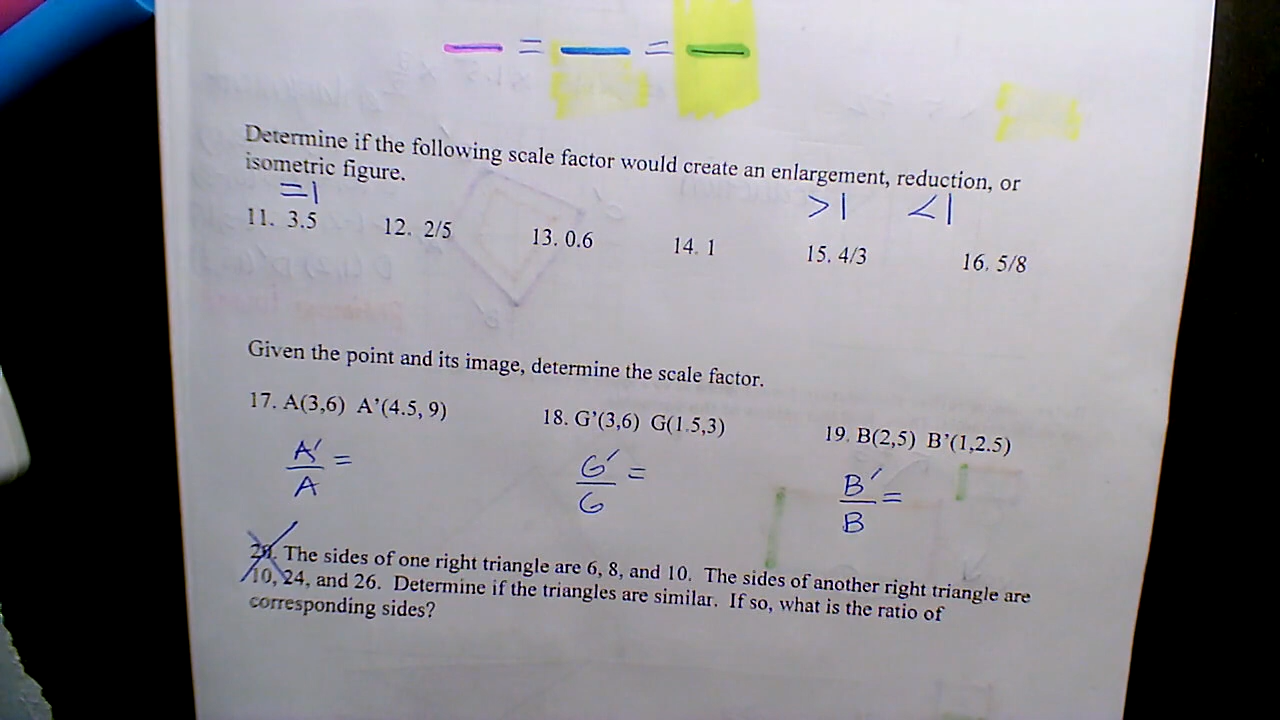 = =
Determine if the following scale factor would create an enlargement, reduction, or
isometric figure.
=1 >1 <1
11. 3.5 12. 2/5 13. 0.6 14. 1 15. 4/3 16. 5/8
Given the point and its image, determine the scale factor.
17. A(3,6) A’(4.5, 9) 18. G’(3,6) G(1.5,3) 19. B(2,5) B’(1,2.5)
A'/A = G'/G = B'/B =
20. The sides of one right triangle are 6, 8, and 10. The sides of another right triangle are
10, 24, and 26. Determine if the triangles are similar. If so, what is the ratio of
corresponding sides?